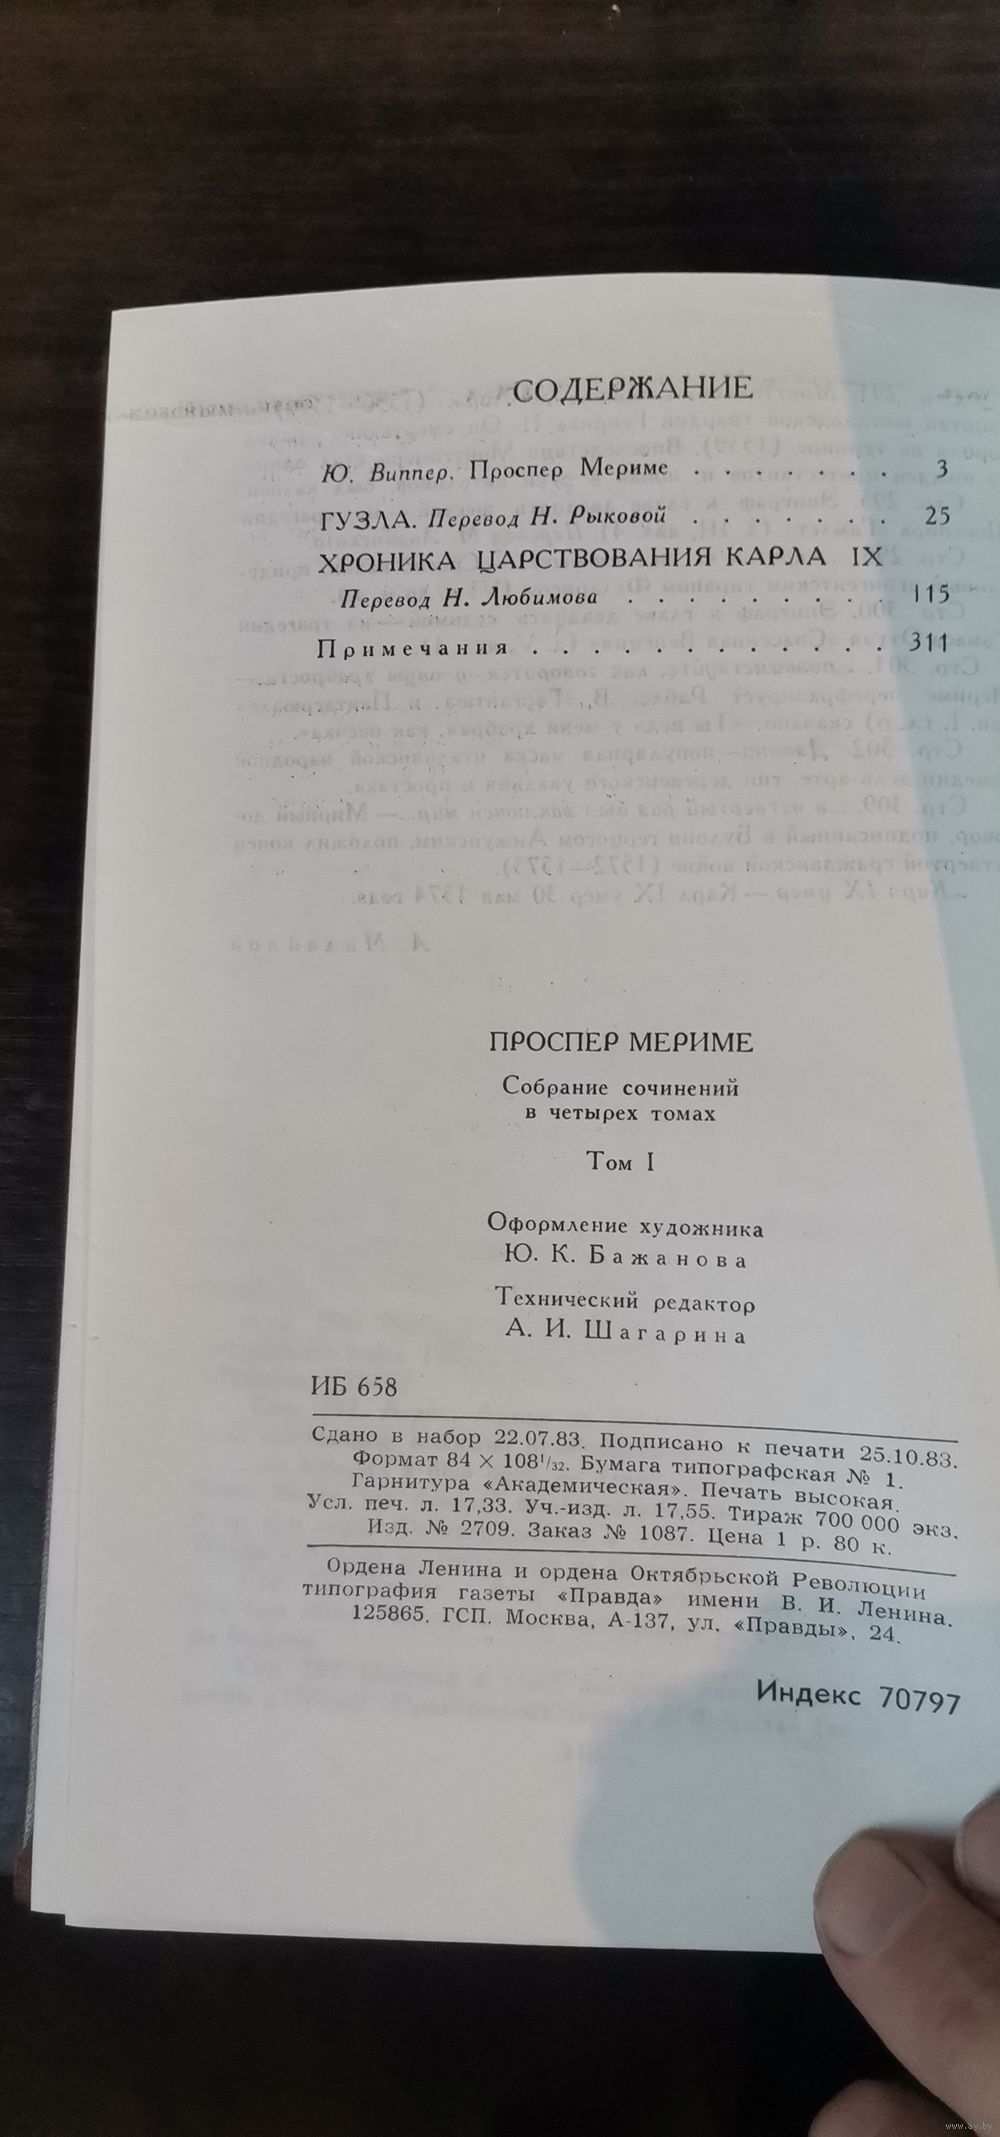 СОДЕРЖАНИЕ
Ю. Виппер. Проспер Мериме . . . . . . . 3
ГУЗЛА. Перевод Н. Рыковой . . . . . . . 25
ХРОНИКА ЦАРСТВОВАНИЯ КАРЛА IX
Перевод Н. Любимова . . . . . . . . . 115
Примечания . . . . . . . . . . . . 311
ПРОСПЕР МЕРИМЕ
Собрание сочинений
в четырех томах
Том I
Оформление художника
Ю. К. Бажанова
Технический редактор
А. И. Шагарина
ИБ 658
Сдано в набор 22.07.83. Подписано к печати 25.10.83.
Формат 84 × 108¹/₃₂. Бумага типографская № 1.
Гарнитура «Академическая». Печать высокая.
Усл. печ. л. 17,33. Уч.-изд. л. 17,55. Тираж 700 000 экз.
Изд. № 2709. Заказ № 1087. Цена 1 р. 80 к.
Ордена Ленина и ордена Октябрьской Революции
типография газеты «Правда» имени В. И. Ленина.
125865. ГСП. Москва, А-137, ул. «Правды», 24.
Индекс 70797
www.ay.by